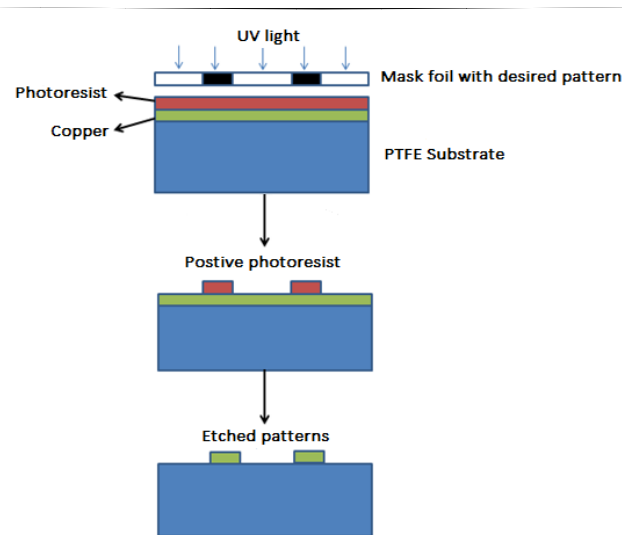 UV light
Mask foil with desired pattern
Photoresist
Copper
PTFE Substrate
Postive photoresist
Etched patterns